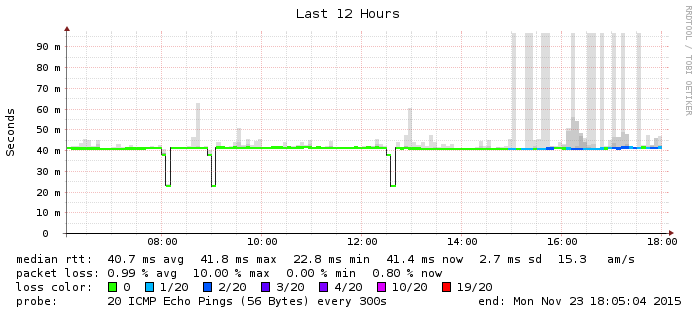 Last 12 Hours
RRDTOOL / TOBI OETIKER
Seconds
90 m
80 m
70 m
60 m
50 m
40 m
30 m
20 m
10 m
0
08:00 10:00 12:00 14:00 16:00 18:00
median rtt: 40.7 ms avg 41.8 ms max 22.8 ms min 41.4 ms now 2.7 ms sd 15.3 am/s
packet loss: 0.99 % avg 10.00 % max 0.00 % min 0.80 % now
loss color: 0 1/20 2/20 3/20 4/20 10/20 19/20
probe: 20 ICMP Echo Pings (56 Bytes) every 300s end: Mon Nov 23 18:05:04 2015